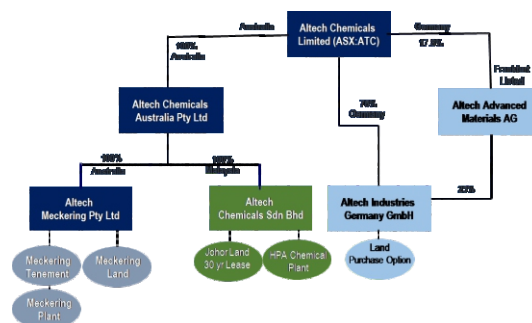 Australia
Altech Chemicals
Limited (ASX:ATC)
Germany
17.5%
100%
Australia
Frankfurt
Listed
Altech Chemicals
Australia Pty Ltd
75%
Germany
Altech Advanced
Materials AG
100%
Australia
100%
Malaysia
25%
Altech
Meckering Pty Ltd
Altech
Chemicals Sdn Bhd
Altech Industries
Germany GmbH
Meckering
Tenement
Meckering
Land
Johor Land
30 yr Lease
HPA Chemical
Plant
Land
Purchase Option
Meckering
Plant